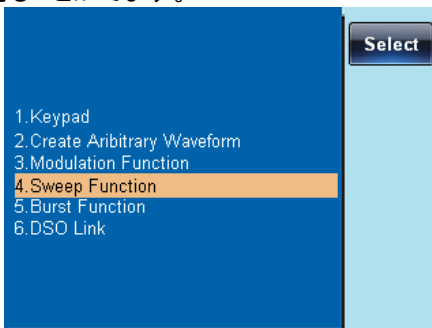 Select
1.Keypad
2.Create Aribitrary Waveform
3.Modulation Function
4.Sweep Function
5.Burst Function
6.DSO Link